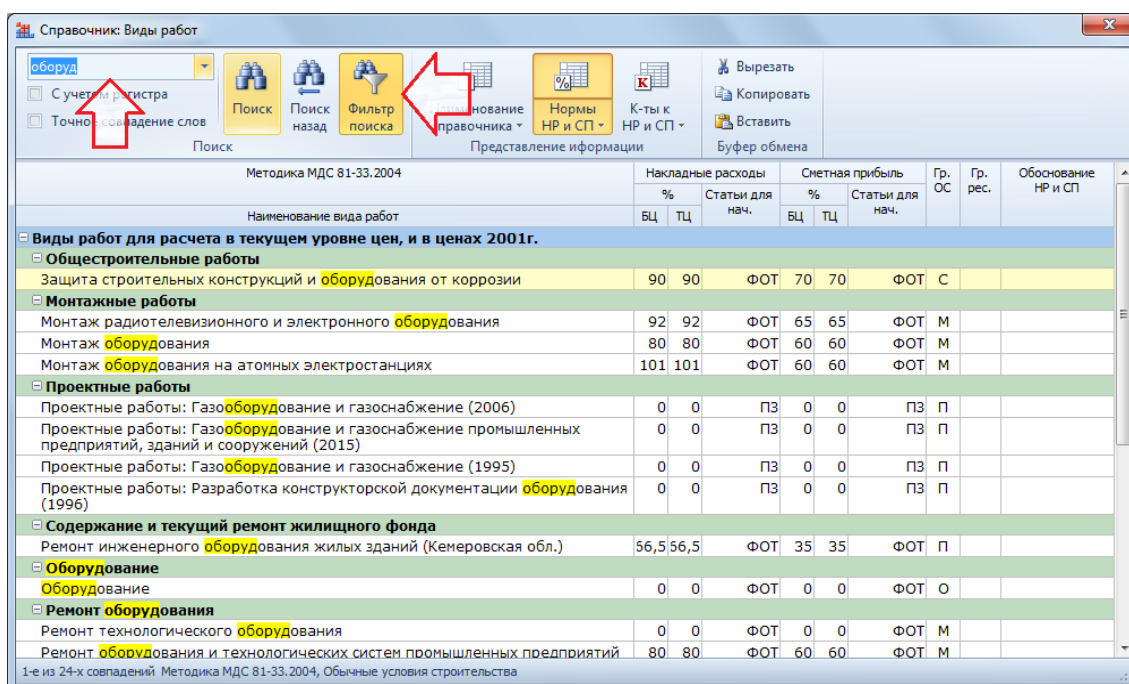 Справочник: Виды работ
оборуд
С учетом регистра
Точное совпадение слов
Поиск
Поиск назад
Фильтр поиска
Поиск
Наименование справочника
Нормы НР и СП
К-ты к НР и СП
Представление иформации
Вырезать
Копировать
Вставить
Буфер обмена
Методика МДС 81-33.2004 Накладные расходы Сметная прибыль Гр. ОС Гр. рес. Обоснование НР и СП
% Статьи для нач. % Статьи для нач.
Наименование вида работ БЦ ТЦ БЦ ТЦ
Виды работ для расчета в текущем уровне цен, и в ценах 2001г.
Общестроительные работы
Защита строительных конструкций и оборудования от коррозии 90 90 ФОТ 70 70 ФОТ С
Монтажные работы
Монтаж радиотелевизионного и электронного оборудования 92 92 ФОТ 65 65 ФОТ М
Монтаж оборудования 80 80 ФОТ 60 60 ФОТ М
Монтаж оборудования на атомных электростанциях 101 101 ФОТ 60 60 ФОТ М
Проектные работы
Проектные работы: Газооборудование и газоснабжение (2006) 0 0 ПЗ 0 0 ПЗ П
Проектные работы: Газооборудование и газоснабжение промышленных 0 0 ПЗ 0 0 ПЗ П
предприятий, зданий и сооружений (2015)
Проектные работы: Газооборудование и газоснабжение (1995) 0 0 ПЗ 0 0 ПЗ П
Проектные работы: Разработка конструкторской документации оборудования 0 0 ПЗ 0 0 ПЗ П
(1996)
Содержание и текущий ремонт жилищного фонда
Ремонт инженерного оборудования жилых зданий (Кемеровская обл.) 56,5 56,5 ФОТ 35 35 ФОТ П
Оборудование
Оборудование 0 0 ФОТ 0 0 ФОТ О
Ремонт оборудования
Ремонт технологического оборудования 0 0 ФОТ 0 0 ФОТ М
Ремонт оборудования и технологических систем промышленных предприятий 80 80 ФОТ 60 60 ФОТ М
1-е из 24-х совпадений Методика МДС 81-33.2004, Обычные условия строительства